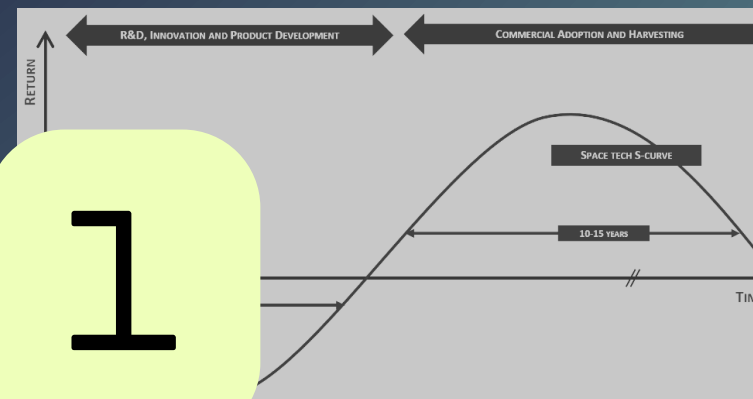 R&D, INNOVATION AND PRODUCT DEVELOPMENT
COMMERCIAL ADOPTION AND HARVESTING
RETURN
SPACE TECH S-CURVE
10-15 YEARS
1